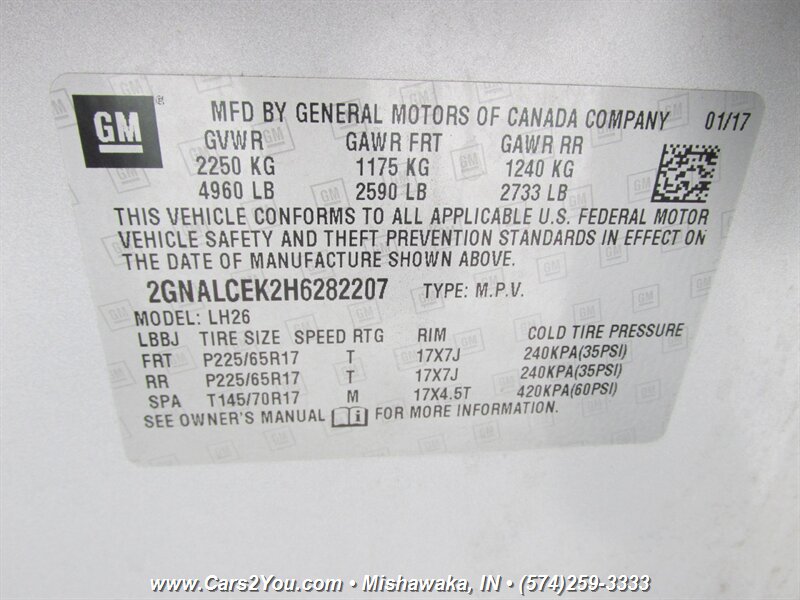 GM ® MFD BY GENERAL MOTORS OF CANADA COMPANY 01/17
GVWR GAWR FRT GAWR RR
2250 KG 1175 KG 1240 KG
4960 LB 2590 LB 2733 LB
THIS VEHICLE CONFORMS TO ALL APPLICABLE U.S. FEDERAL MOTOR
VEHICLE SAFETY AND THEFT PREVENTION STANDARDS IN EFFECT ON
THE DATE OF MANUFACTURE SHOWN ABOVE.
2GNALCEK2H6282207 TYPE: M.P.V.
MODEL: LH26
LBBJ TIRE SIZE SPEED RTG RIM COLD TIRE PRESSURE
FRT P225/65R17 T 17X7J 240KPA(35PSI)
RR P225/65R17 T 17X7J 240KPA(35PSI)
SPA T145/70R17 M 17X4.5T 420KPA(60PSI)
SEE OWNER'S MANUAL i FOR MORE INFORMATION.
www.Cars2You.com • Mishawaka, IN • (574)259-3333